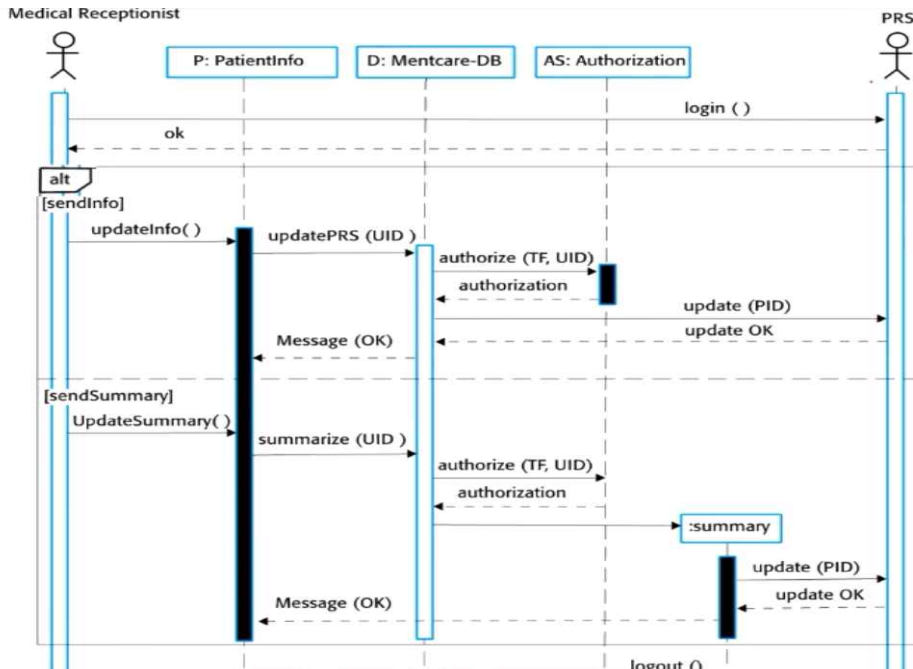 Medical Receptionist
PRS
P: PatientInfo
D: Mentcare-DB
AS: Authorization
login ( )
ok
alt
[sendInfo]
updateInfo( )
updatePRS (UID )
authorize (TF, UID)
authorization
update (PID)
update OK
Message (OK)
[sendSummary]
UpdateSummary( )
summarize (UID )
authorize (TF, UID)
authorization
:summary
update (PID)
update OK
Message (OK)
logout ()